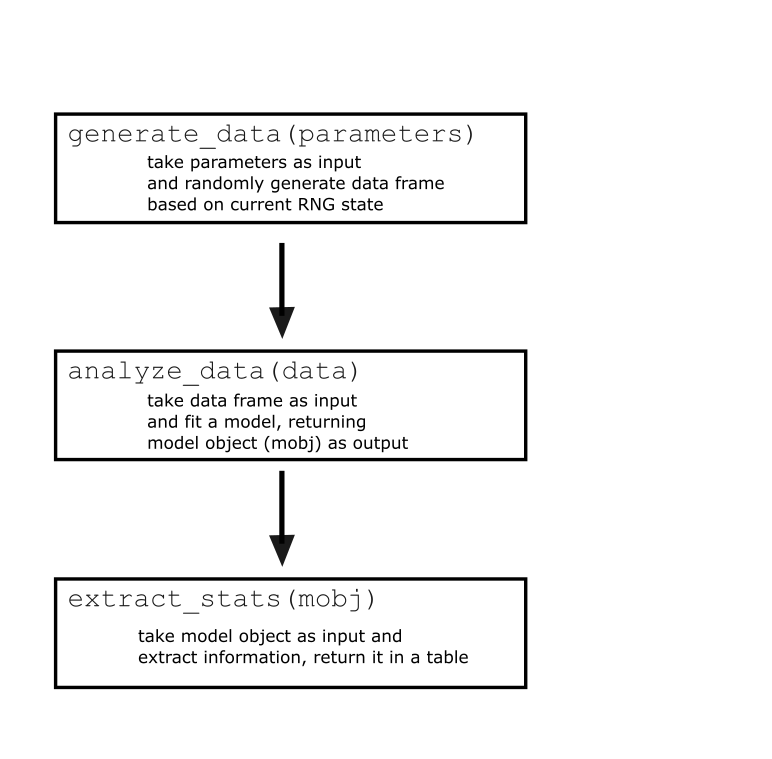 generate_data(parameters)
take parameters as input
and randomly generate data frame
based on current RNG state
analyze_data(data)
take data frame as input
and fit a model, returning
model object (mobj) as output
extract_stats(mobj)
take model object as input and
extract information, return it in a table